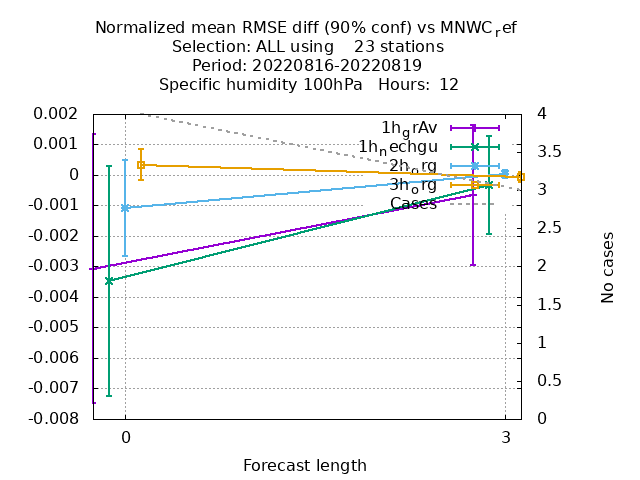 Normalized mean RMSE diff (90% conf) vs MNWC_ref
Selection: ALL using    23 stations
Period: 20220816-20220819
Specific humidity 100hPa   Hours:  12
0.002
0.001
0
-0.001
-0.002
-0.003
-0.004
-0.005
-0.006
-0.007
-0.008
4
3.5
3
2.5
2
1.5
1
0.5
0
1h_grAv
1h_nechgu
2h_org
3h_org
Cases
No cases
0
3
Forecast length